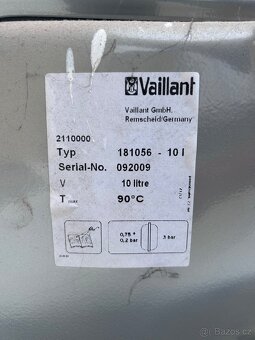 Vaillant
Vaillant GmbH.
Remscheid/Germany
2110000
Typ 181056 - 10 l
Serial-No. 092009
V 10 litre
T max 90°C
0,75 +
0,2 bar
3 bar
bazos.cz